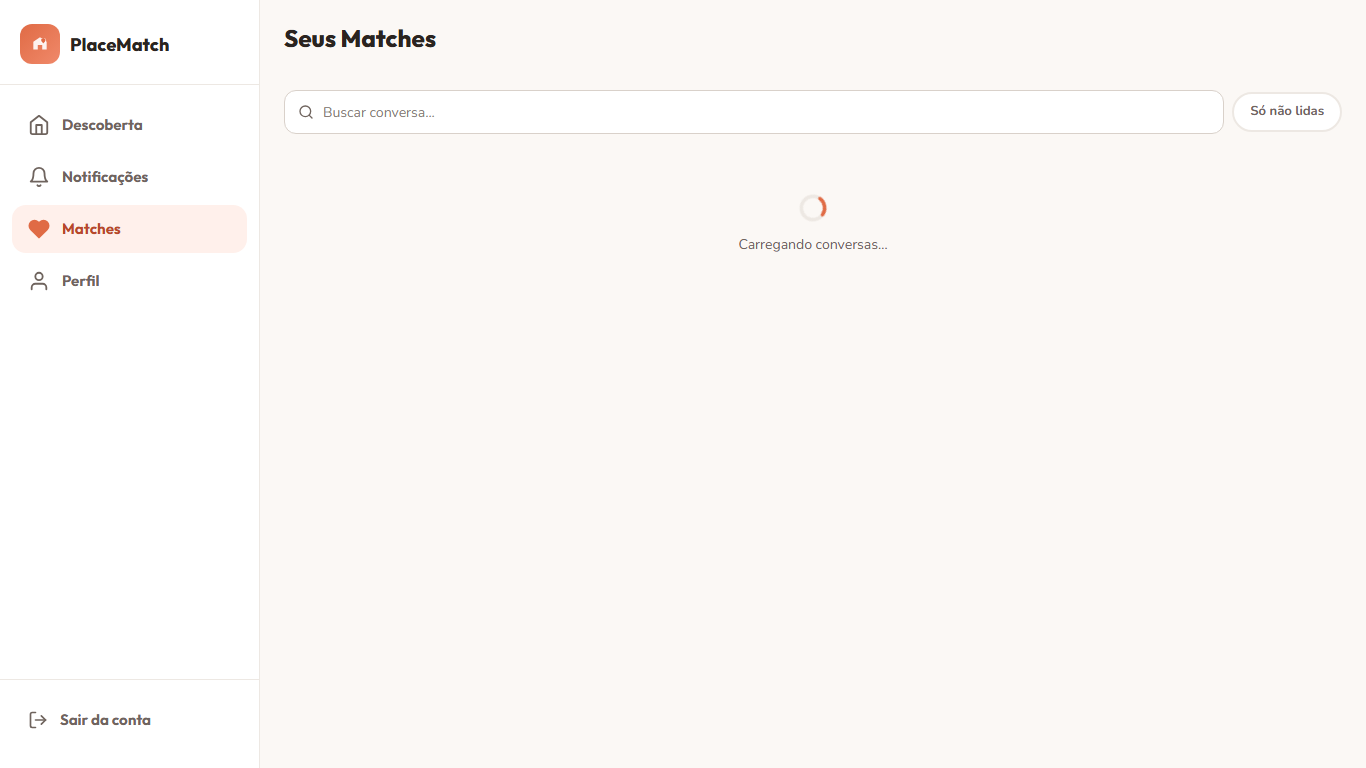 PlaceMatch
Descoberta
Notificações
Matches
Perfil
Sair da conta
Seus Matches
Buscar conversa...
Só não lidas
Carregando conversas...